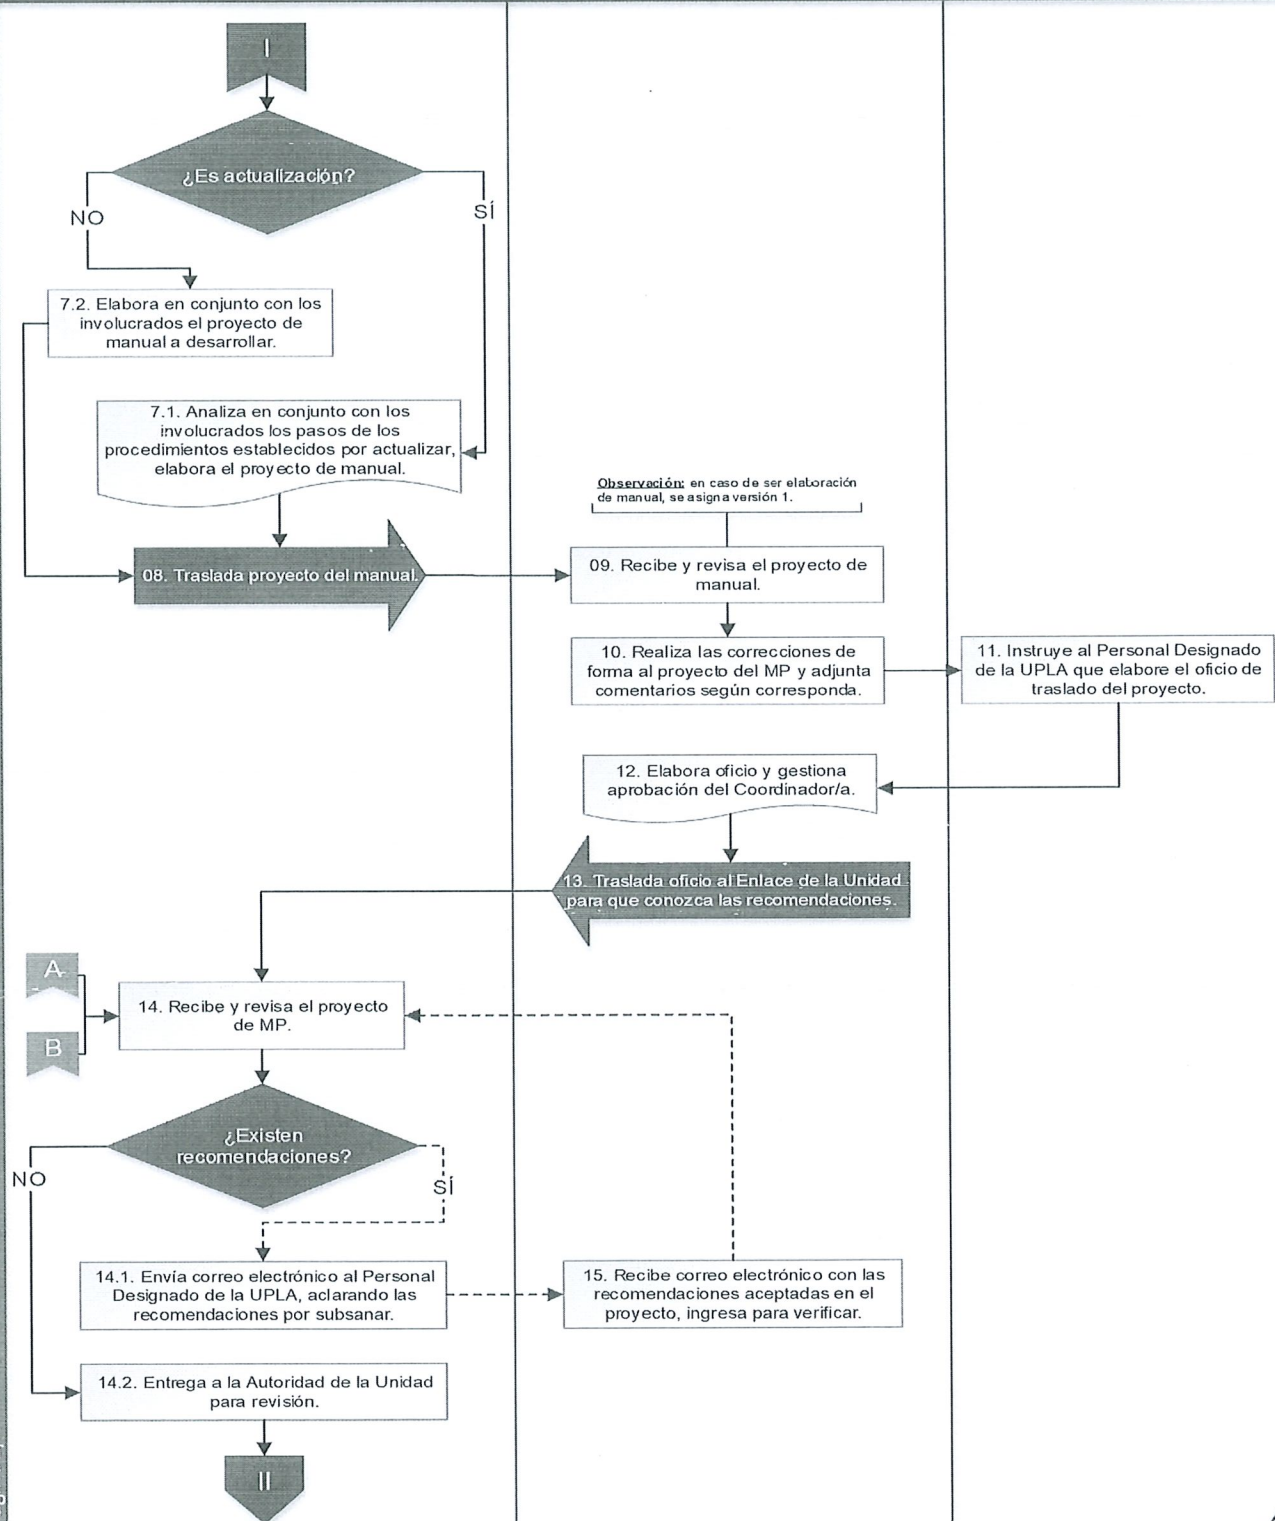 I
¿Es actualización?
NO
SÍ
7.2. Elabora en conjunto con los
involucrados el proyecto de
manual a desarrollar.
7.1. Analiza en conjunto con los
involucrados los pasos de los
procedimientos establecidos por actualizar,
elabora el proyecto de manual.
Observación: en caso de ser elaboración
de manual, se asigna versión 1.
08. Traslada proyecto del manual.
09. Recibe y revisa el proyecto de
manual.
10. Realiza las correcciones de
forma al proyecto del MP y adjunta
comentarios según corresponda.
11. Instruye al Personal Designado
de la UPLA que elabore el oficio de
traslado del proyecto.
12. Elabora oficio y gestiona
aprobación del Coordinador/a.
13. Traslada oficio al Enlace de la Unidad
para que conozca las recomendaciones.
A
B
14. Recibe y revisa el proyecto
de MP.
¿Existen
recomendaciones?
NO
SÍ
14.1. Envía correo electrónico al Personal
Designado de la UPLA, aclarando las
recomendaciones por subsanar.
15. Recibe correo electrónico con las
recomendaciones aceptadas en el
proyecto, ingresa para verificar.
14.2. Entrega a la Autoridad de la Unidad
para revisión.
II